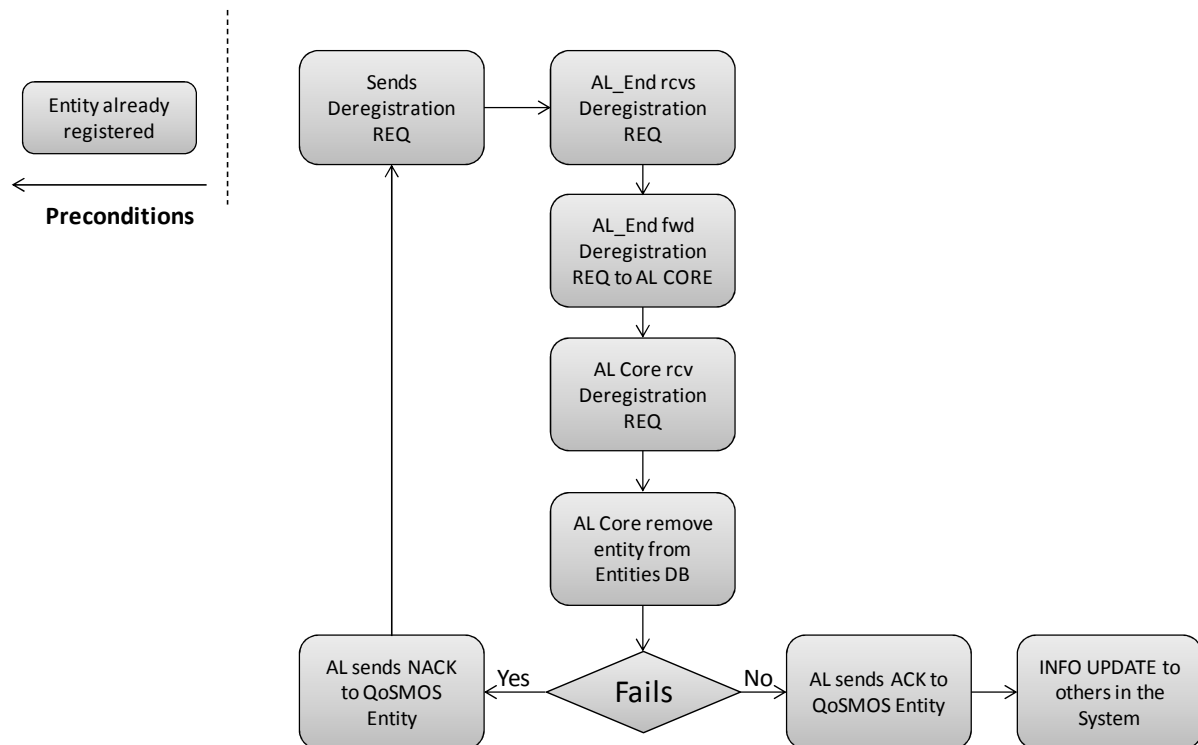 Entity already
registered
Preconditions
Sends
Deregistration
REQ
AL_End rcvs
Deregistration
REQ
AL_End fwd
Deregistration
REQ to AL CORE
AL Core rcv
Deregistration
REQ
AL Core remove
entity from
Entities DB
Fails
Yes
No
AL sends NACK
to QoSMOS
Entity
AL sends ACK to
QoSMOS Entity
INFO UPDATE to
others in the
System